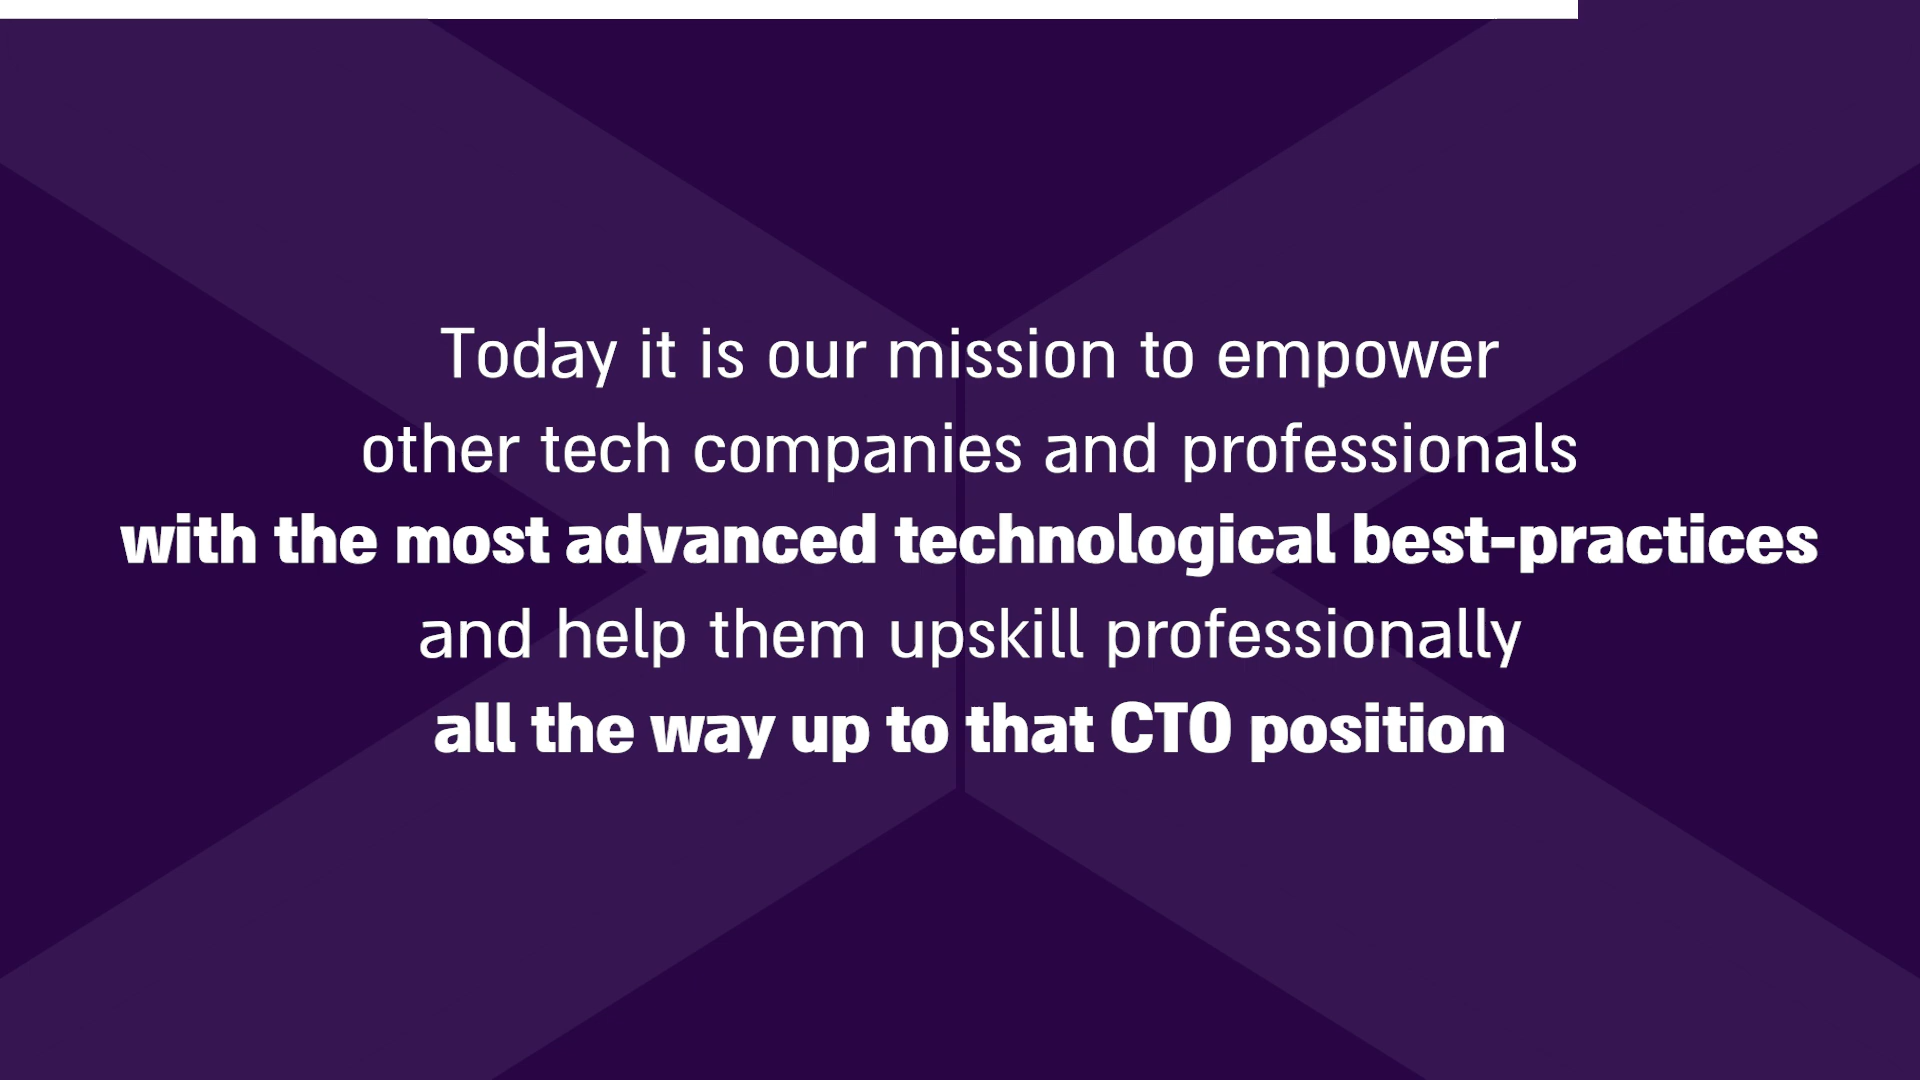 Today it is our mission to empower
other tech companies and professionals
with the most advanced technological best-practices
and help them upskill professionally
all the way up to that CTO position